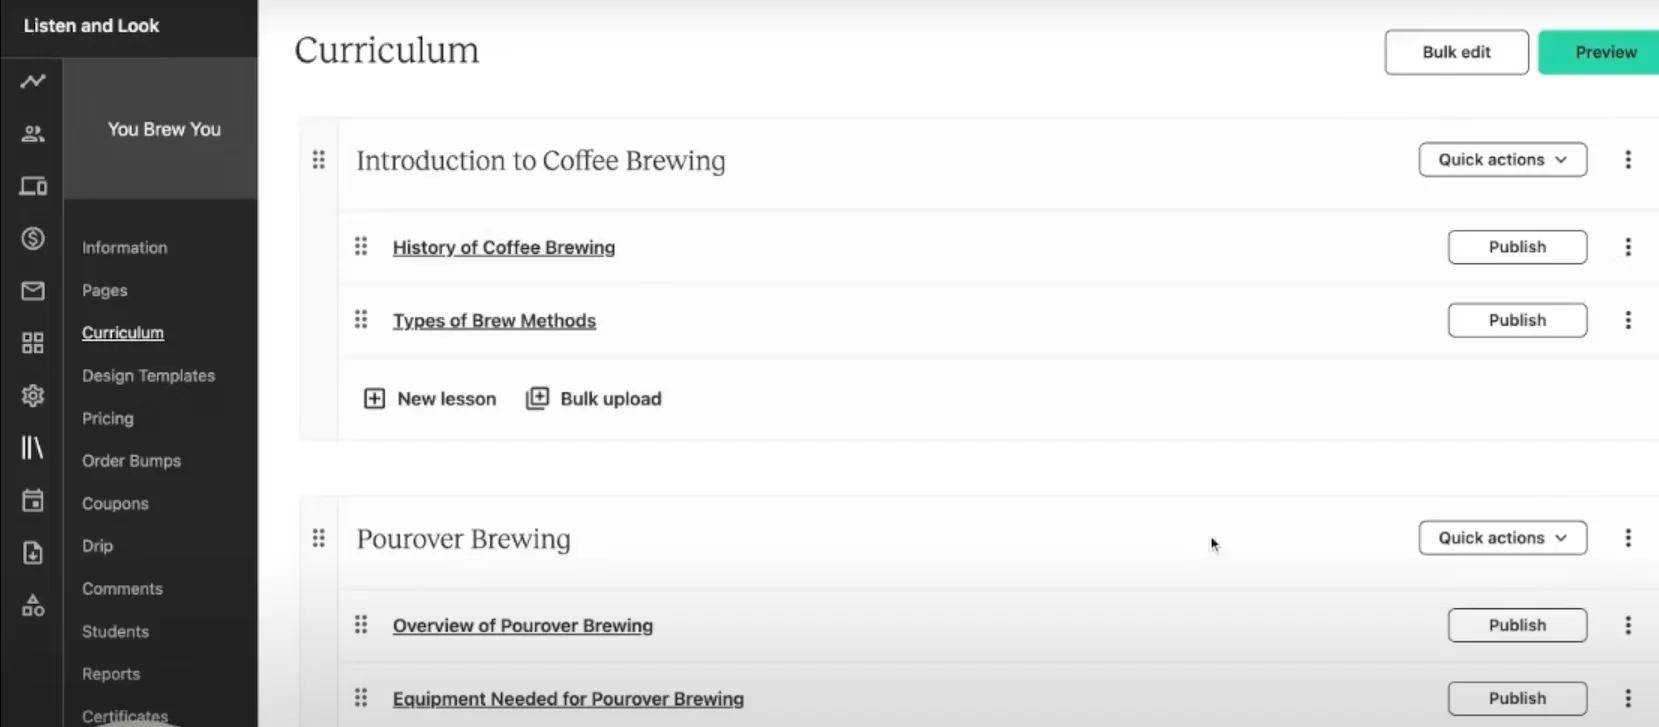 Listen and Look
You Brew You
Information
Pages
Curriculum
Design Templates
Pricing
Order Bumps
Coupons
Drip
Comments
Students
Reports
Certificates
Curriculum
Bulk edit
Preview
Introduction to Coffee Brewing
Quick actions
History of Coffee Brewing
Publish
Types of Brew Methods
Publish
New lesson
Bulk upload
Pourover Brewing
Quick actions
Overview of Pourover Brewing
Publish
Equipment Needed for Pourover Brewing
Publish